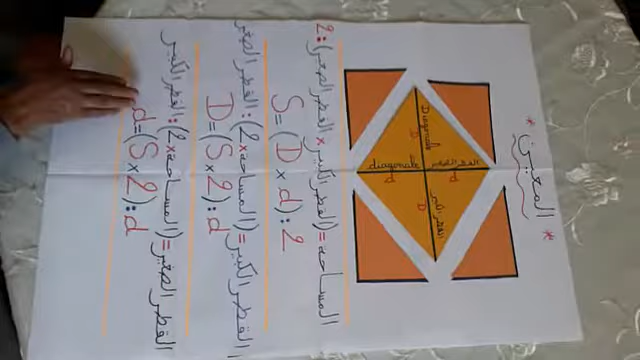 * المعين *
Diagonale
D
القطر الكبير
D
diagonale
d
القطر الصغير
d
المساحة=(القطر الكبير×القطر الصغير):2
S=(D×d):2
القطر الكبير=(المساحة×2):القطر الصغير
D=(S×2):d
القطر الصغير=(المساحة×2):القطر الكبير
d=(S×2):d